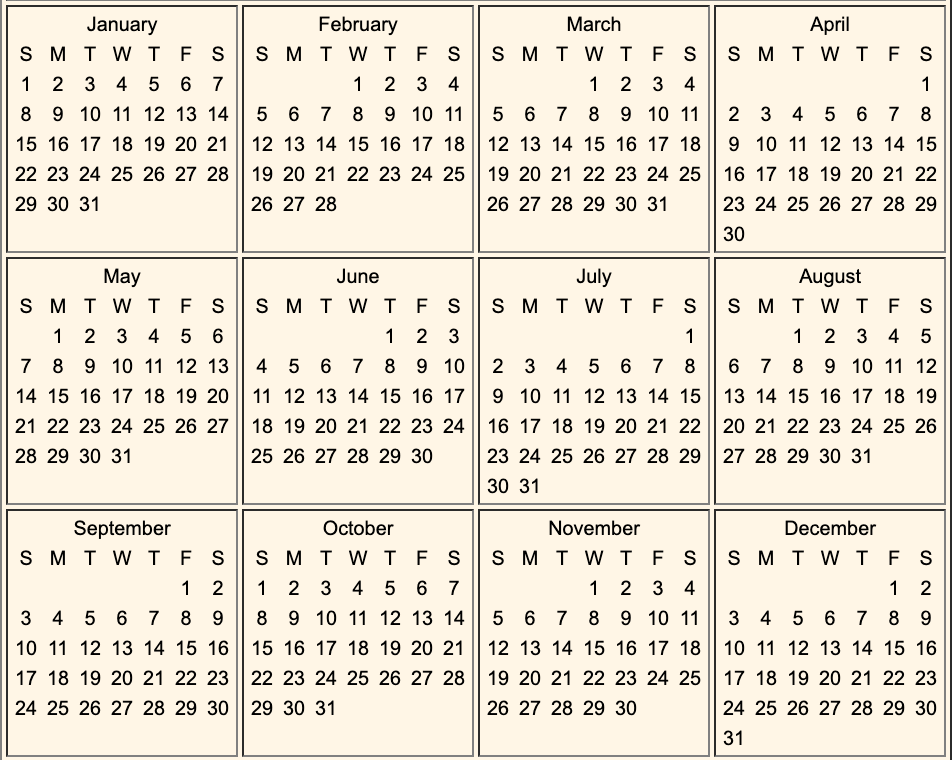 January
S M T W T F S
1 2 3 4 5 6 7
8 9 10 11 12 13 14
15 16 17 18 19 20 21
22 23 24 25 26 27 28
29 30 31
February
S M T W T F S
1 2 3 4
5 6 7 8 9 10 11
12 13 14 15 16 17 18
19 20 21 22 23 24 25
26 27 28
March
S M T W T F S
1 2 3 4
5 6 7 8 9 10 11
12 13 14 15 16 17 18
19 20 21 22 23 24 25
26 27 28 29 30 31
April
S M T W T F S
1
2 3 4 5 6 7 8
9 10 11 12 13 14 15
16 17 18 19 20 21 22
23 24 25 26 27 28 29
30
May
S M T W T F S
1 2 3 4 5 6
7 8 9 10 11 12 13
14 15 16 17 18 19 20
21 22 23 24 25 26 27
28 29 30 31
June
S M T W T F S
1 2 3
4 5 6 7 8 9 10
11 12 13 14 15 16 17
18 19 20 21 22 23 24
25 26 27 28 29 30
July
S M T W T F S
1
2 3 4 5 6 7 8
9 10 11 12 13 14 15
16 17 18 19 20 21 22
23 24 25 26 27 28 29
30 31
August
S M T W T F S
1 2 3 4 5
6 7 8 9 10 11 12
13 14 15 16 17 18 19
20 21 22 23 24 25 26
27 28 29 30 31
September
S M T W T F S
1 2
3 4 5 6 7 8 9
10 11 12 13 14 15 16
17 18 19 20 21 22 23
24 25 26 27 28 29 30
October
S M T W T F S
1 2 3 4 5 6 7
8 9 10 11 12 13 14
15 16 17 18 19 20 21
22 23 24 25 26 27 28
29 30 31
November
S M T W T F S
1 2 3 4
5 6 7 8 9 10 11
12 13 14 15 16 17 18
19 20 21 22 23 24 25
26 27 28 29 30
December
S M T W T F S
1 2
3 4 5 6 7 8 9
10 11 12 13 14 15 16
17 18 19 20 21 22 23
24 25 26 27 28 29 30
31